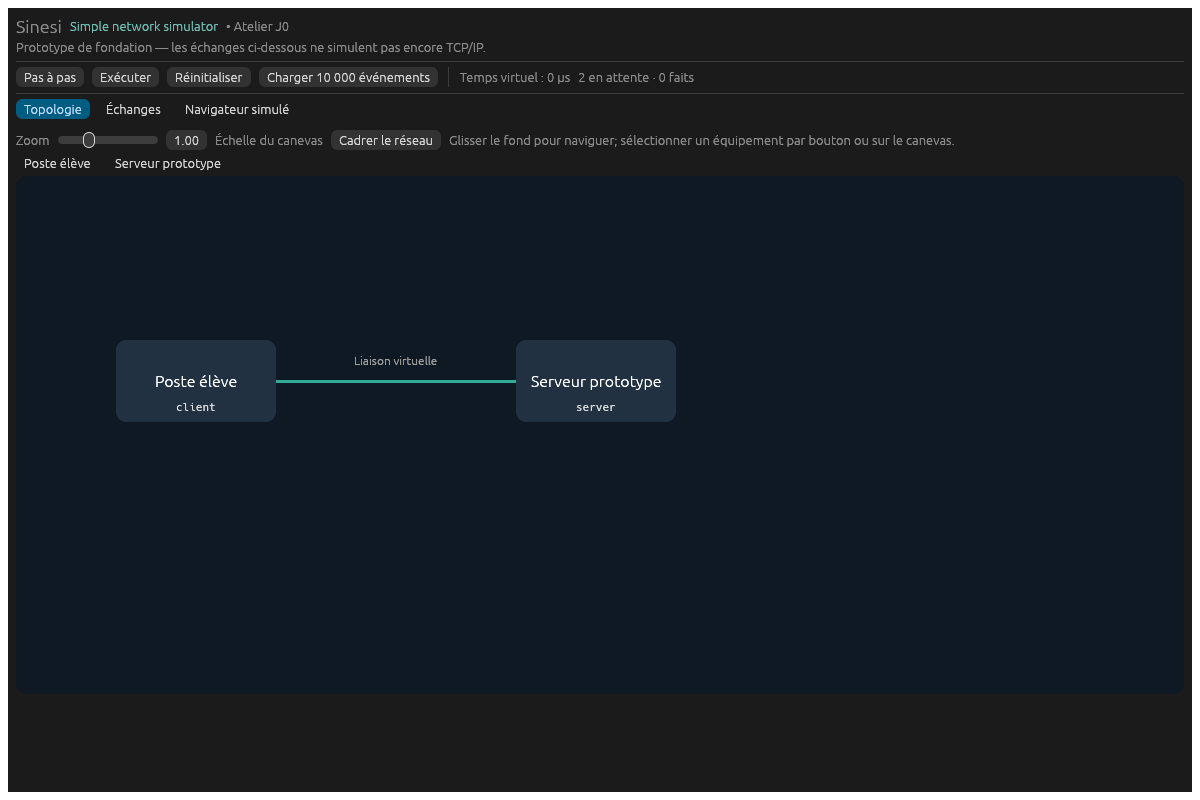 Sinesi Simple network simulator • Atelier J0
Prototype de fondation — les échanges ci-dessous ne simulent pas encore TCP/IP.
Pas à pas Exécuter Réinitialiser Charger 10 000 événements Temps virtuel : 0 µs 2 en attente · 0 faits
Topologie Échanges Navigateur simulé
Zoom 1.00 Échelle du canevas Cadrer le réseau Glisser le fond pour naviguer; sélectionner un équipement par bouton ou sur le canevas.
Poste élève Serveur prototype
Liaison virtuelle
Poste élève Serveur prototype
client server